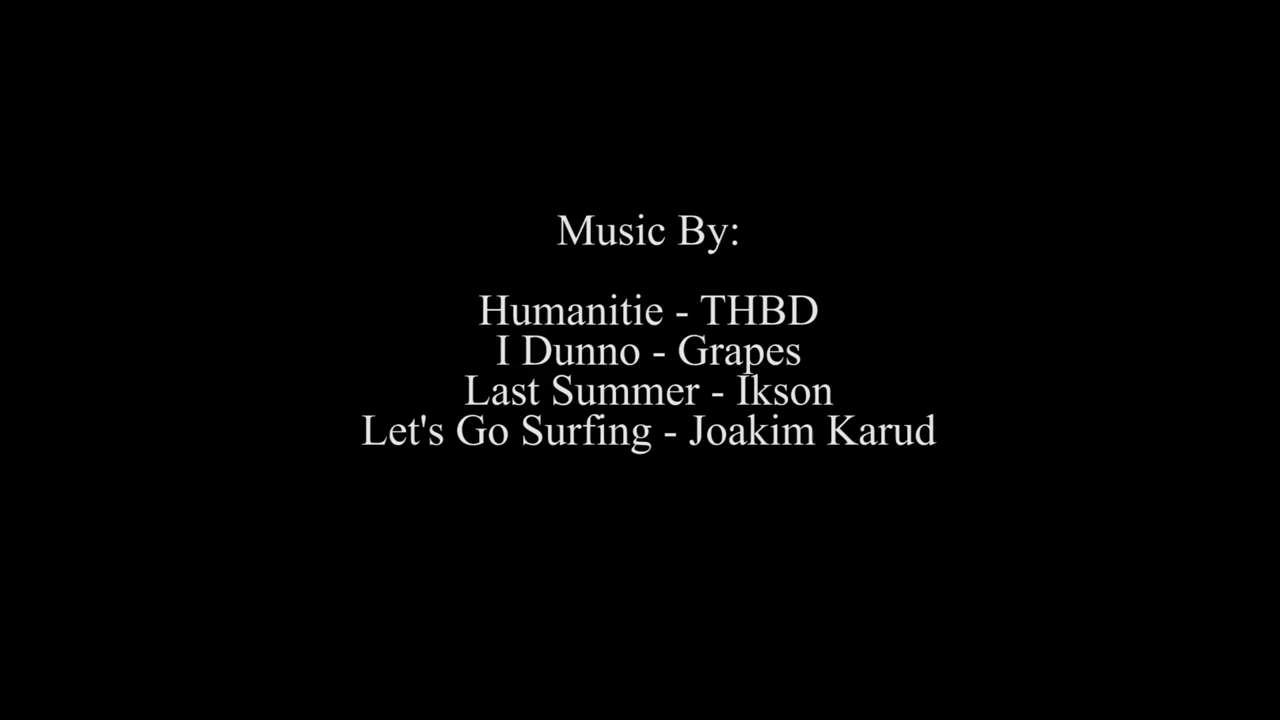 Music By:
Humanitie - THBD
I Dunno - Grapes
Last Summer - Ikson
Let's Go Surfing - Joakim Karud